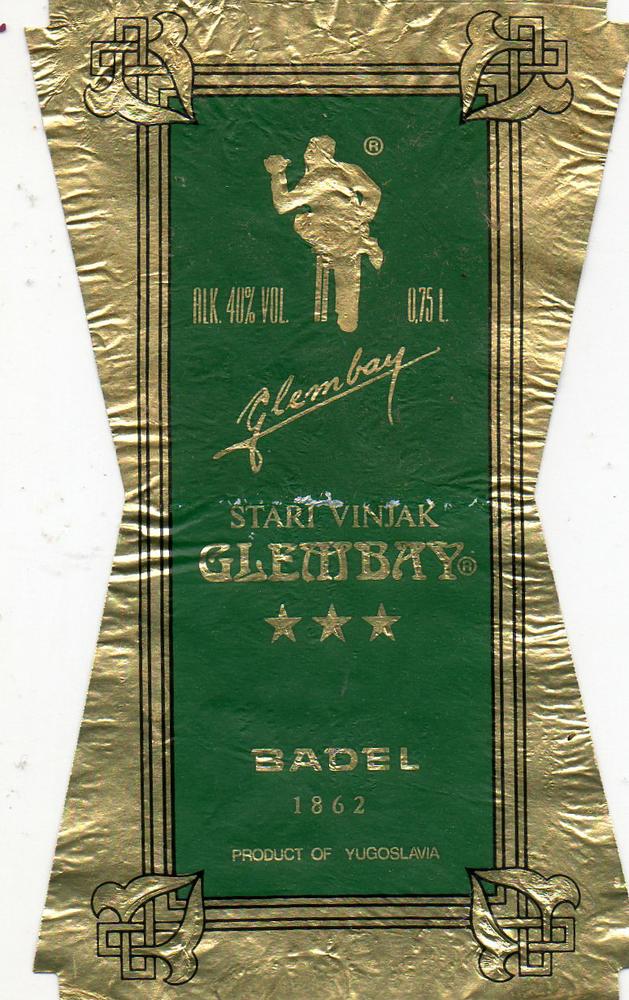 ®
ALK. 40% VOL. 0,75 L.
Glembay
STARI VINJAK
GLEMBAY®
BADEL
1862
PRODUCT OF YUGOSLAVIA